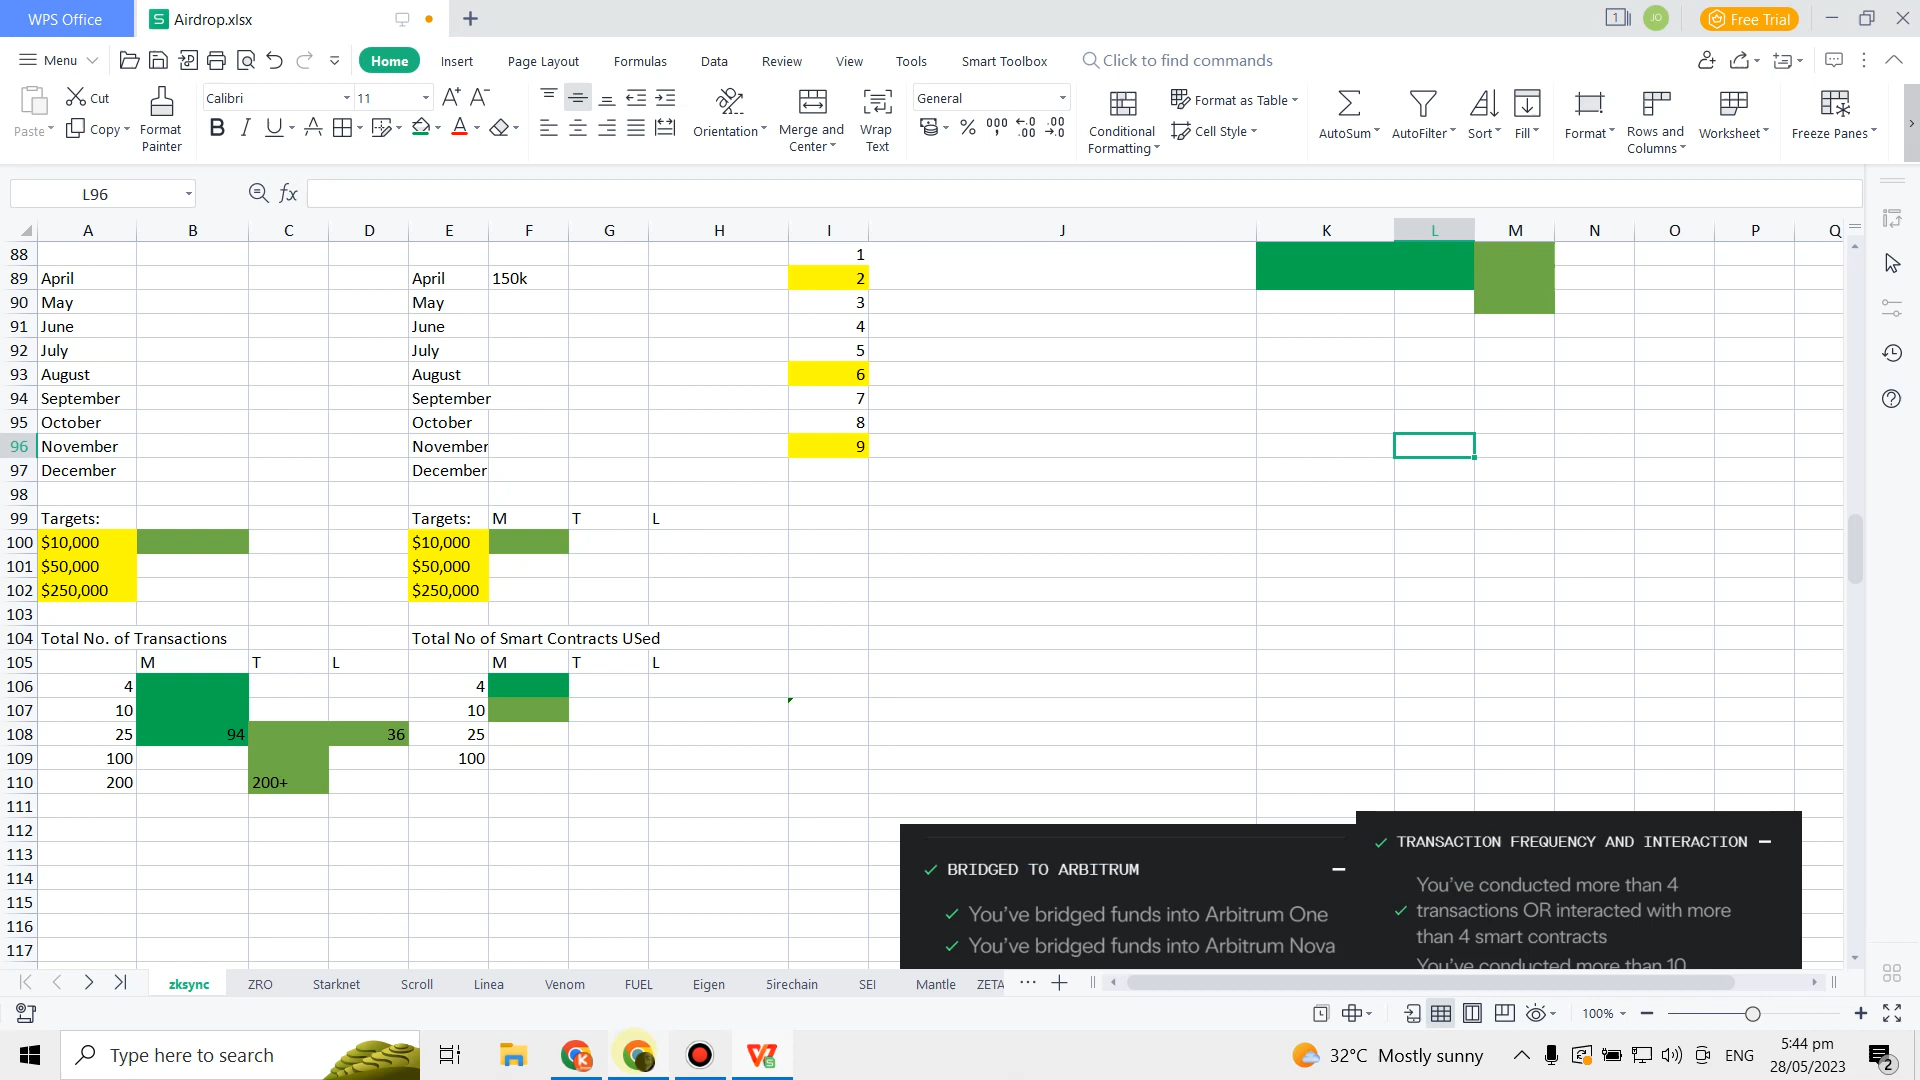 WPS Office
Airdrop.xlsx
1
JO
Free Trial
Menu
Home
Insert
Page Layout
Formulas
Data
Review
View
Tools
Smart Toolbox
Click to find commands
Paste
Cut
Copy
Format Painter
Calibri
11
Orientation
Merge and Center
Wrap Text
General
Conditional Formatting
Format as Table
Cell Style
AutoSum
AutoFilter
Sort
Fill
Format
Rows and Columns
Worksheet
Freeze Panes
L96
fx
A B C D E F G H I J K L M N O P Q
88 1
89 April April 150k 2
90 May May 3
91 June June 4
92 July July 5
93 August August 6
94 September September 7
95 October October 8
96 November November 9
97 December December
98
99 Targets: Targets: M T L
100 $10,000 $10,000
101 $50,000 $50,000
102 $250,000 $250,000
103
104 Total No. of Transactions Total No of Smart Contracts USed
105 M T L M T L
106 4 4
107 10 10
108 25 94 36 25
109 100 100
110 200 200+
111
112
113
114
115
116
117
BRIDGED TO ARBITRUM
You've bridged funds into Arbitrum One
You've bridged funds into Arbitrum Nova
TRANSACTION FREQUENCY AND INTERACTION
You've conducted more than 4
transactions OR interacted with more
than 4 smart contracts
You've conducted more than 10
zksync ZRO Starknet Scroll Linea Venom FUEL Eigen 5irechain SEI Mantle ZETA
100%
Type here to search
32°C Mostly sunny
ENG
5:44 pm
28/05/2023
2